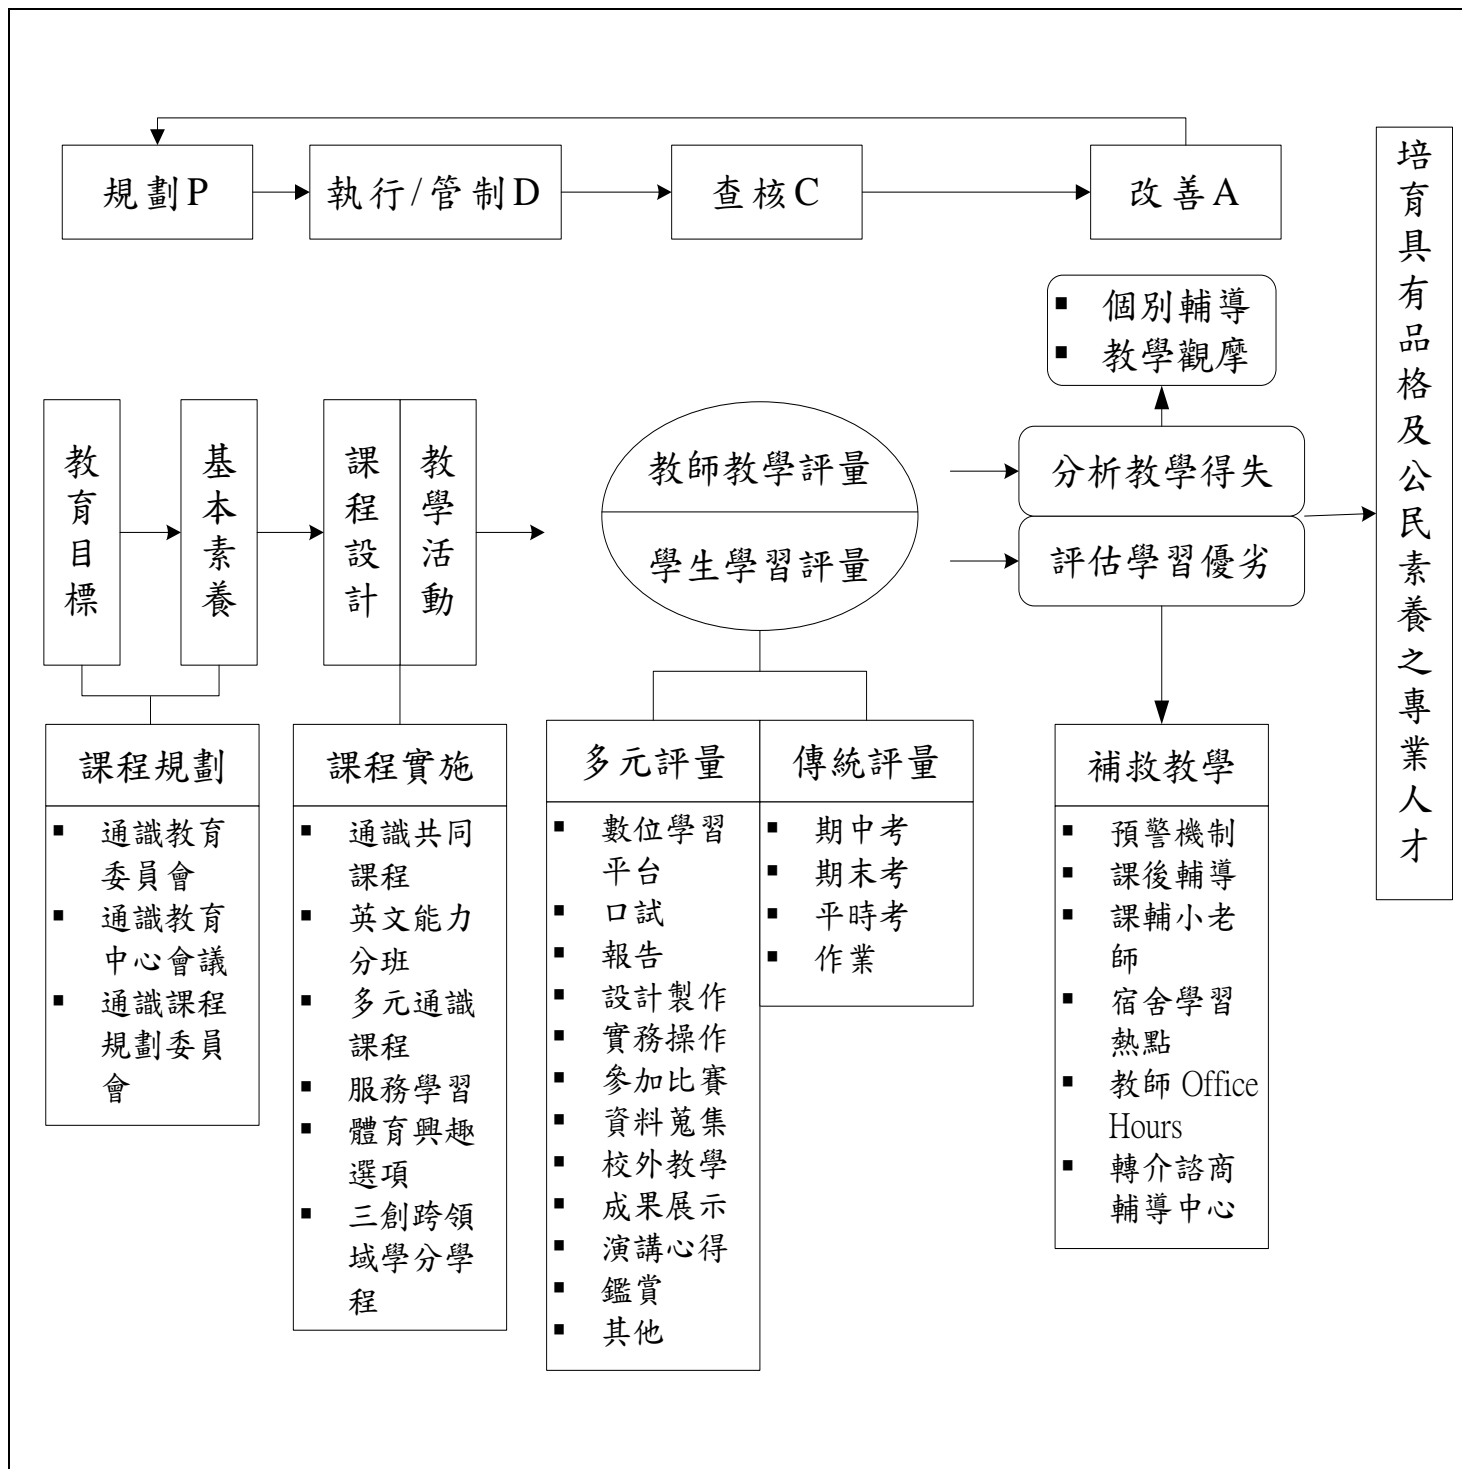 規劃P
執行/管制D
查核C
改善A
培育具有品格及公民素養之專業人才
▪ 個別輔導
▪ 教學觀摩
教育目標
基本素養
課程設計
教學活動
教師教學評量
學生學習評量
分析教學得失
評估學習優劣
課程規劃
▪ 通識教育
委員會
▪ 通識教育
中心會議
▪ 通識課程
規劃委員
會
課程實施
▪ 通識共同
課程
▪ 英文能力
分班
▪ 多元通識
課程
▪ 服務學習
▪ 體育興趣
選項
▪ 三創跨領
域學分學
程
多元評量
▪ 數位學習
平台
▪ 口試
▪ 報告
▪ 設計製作
▪ 實務操作
▪ 參加比賽
▪ 資料蒐集
▪ 校外教學
▪ 成果展示
▪ 演講心得
▪ 鑑賞
▪ 其他
傳統評量
▪ 期中考
▪ 期末考
▪ 平時考
▪ 作業
補救教學
▪ 預警機制
▪ 課後輔導
▪ 課輔小老
師
▪ 宿舍學習
熱點
▪ 教師 Office
Hours
▪ 轉介諮商
輔導中心